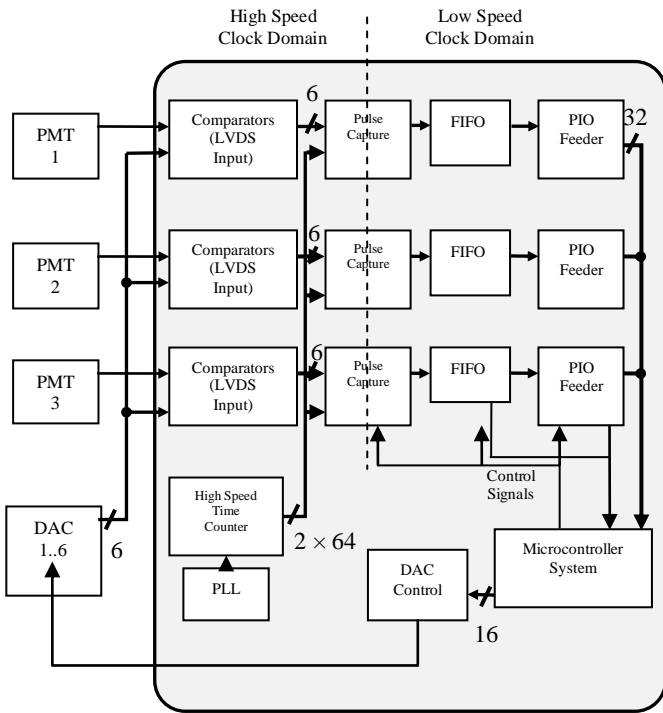 High Speed
Clock Domain
Low Speed
Clock Domain
PMT
1
Comparators
(LVDS
Input)
6
Pulse
Capture
FIFO
PIO
Feeder
32
PMT
2
Comparators
(LVDS
Input)
6
Pulse
Capture
FIFO
PIO
Feeder
PMT
3
Comparators
(LVDS
Input)
6
Pulse
Capture
FIFO
PIO
Feeder
Control
Signals
DAC
1..6
6
High Speed
Time
Counter
2 × 64
PLL
DAC
Control
16
Microcontroller
System